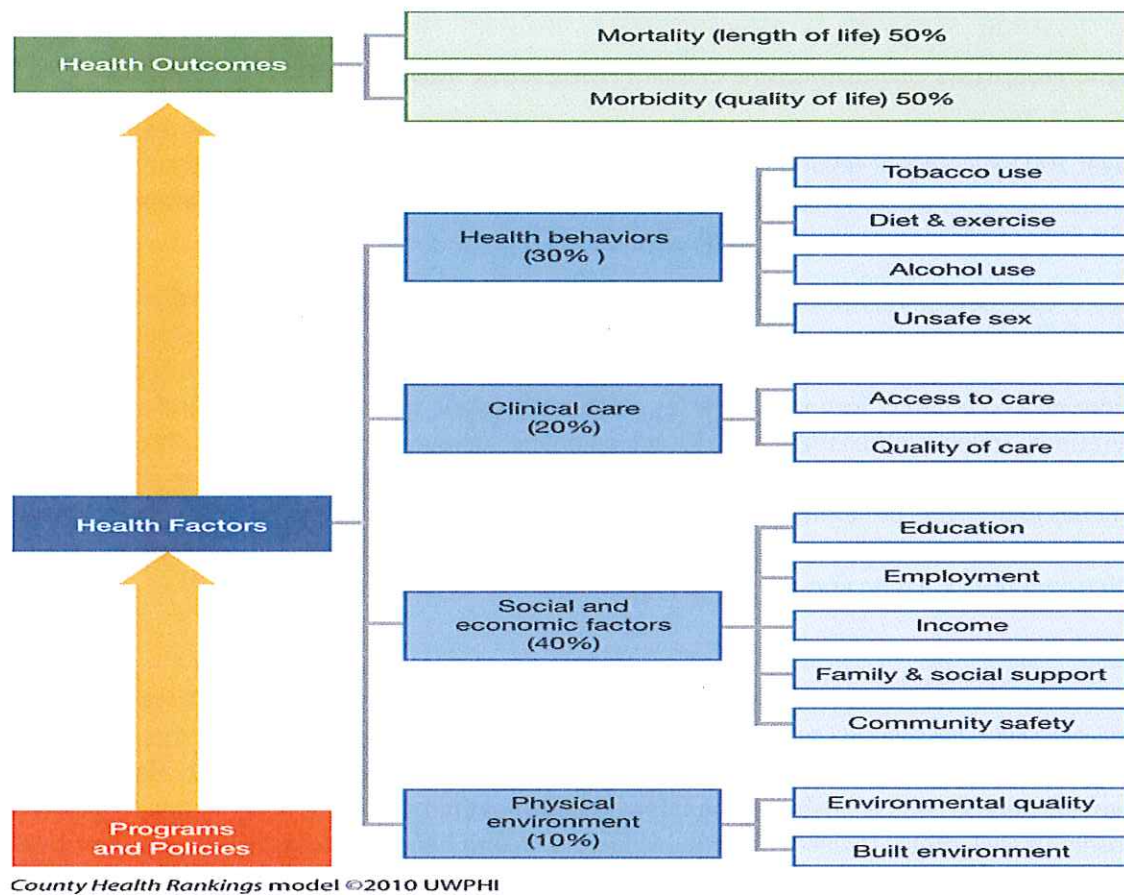 Health Outcomes
Mortality (length of life) 50%
Morbidity (quality of life) 50%
Health Factors
Health behaviors
(30% )
Tobacco use
Diet & exercise
Alcohol use
Unsafe sex
Clinical care
(20%)
Access to care
Quality of care
Social and
economic factors
(40%)
Education
Employment
Income
Family & social support
Community safety
Physical
environment
(10%)
Environmental quality
Built environment
Programs
and Policies
County Health Rankings model ©2010 UWPHI